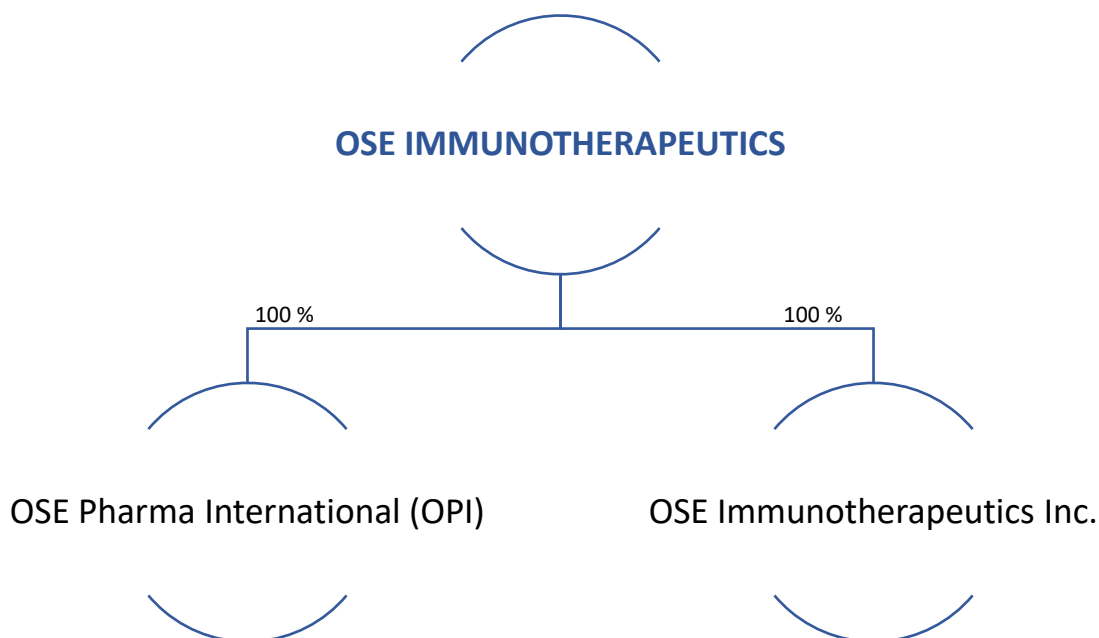 OSE IMMUNOTHERAPEUTICS
100 %
100 %
OSE Pharma International (OPI)
OSE Immunotherapeutics Inc.